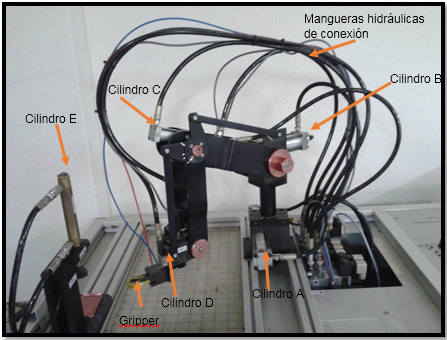 Mangueras hidráulicas
de conexión
Cilindro C
Cilindro B
Cilindro E
Cilindro D
Cilindro A
Gripper